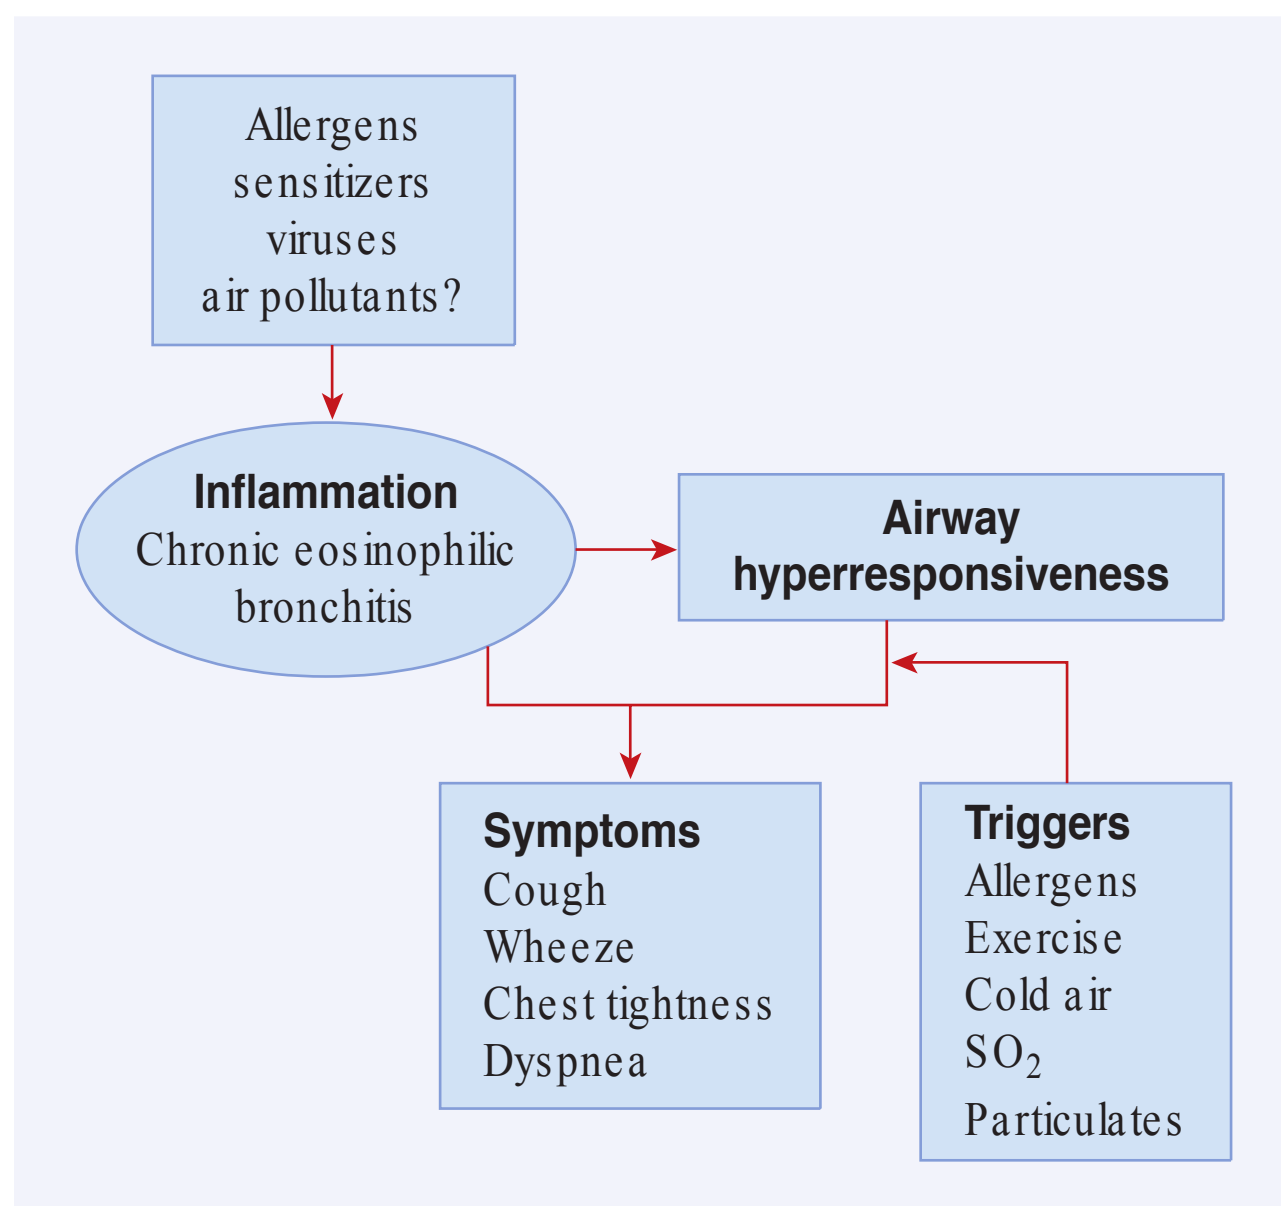 Allergens
sensitizers
viruses
air pollutants?
Inflammation
Chronic eosinophilic
bronchitis
Airway
hyperresponsiveness
Symptoms
Cough
Wheeze
Chest tightness
Dyspnea
Triggers
Allergens
Exercise
Cold air
SO₂
Particulates